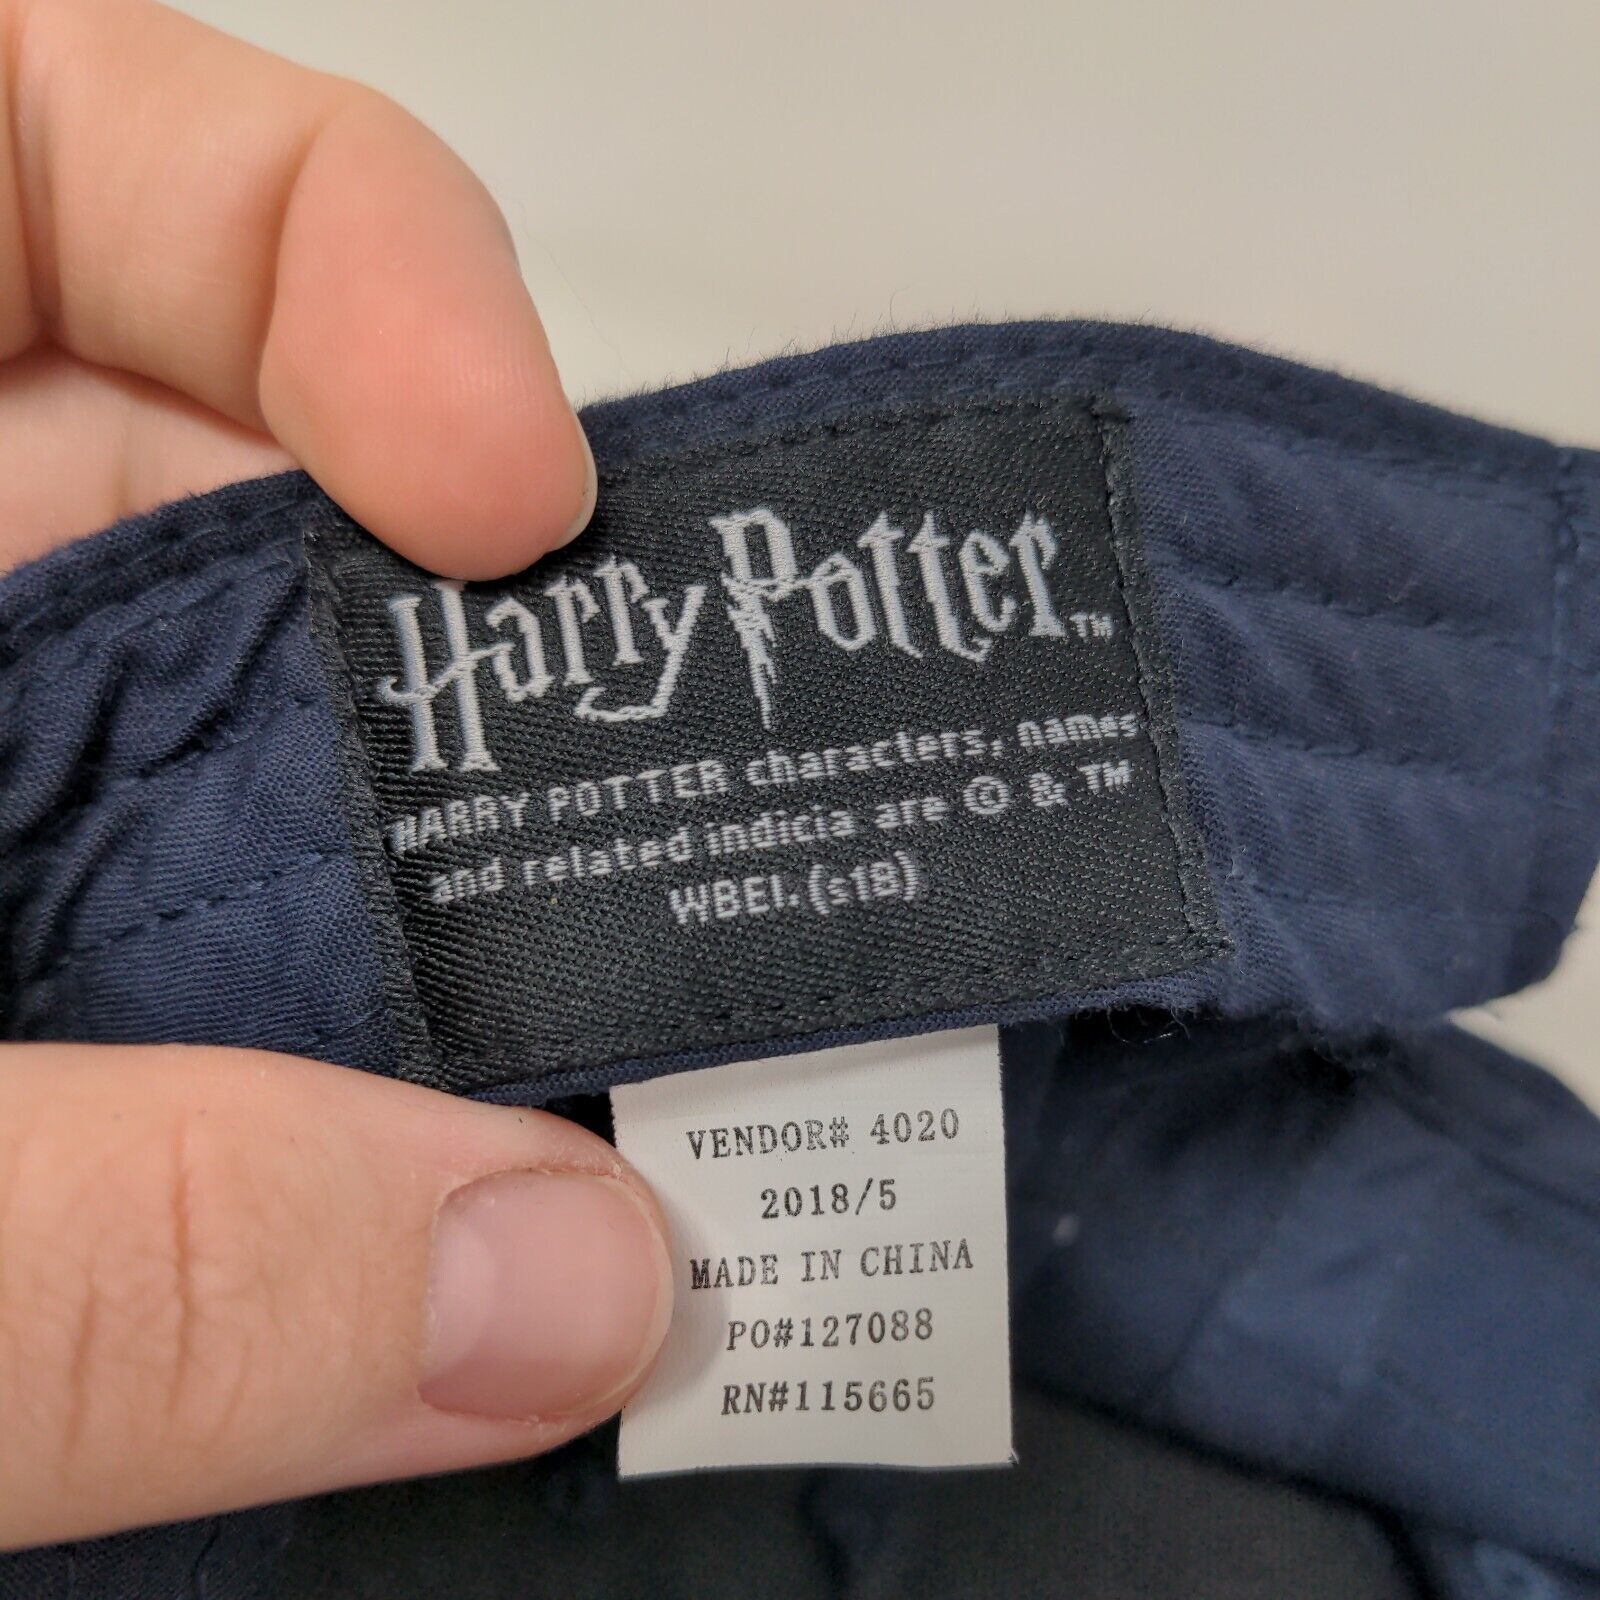 Harry Potter™
HARRY POTTER characters, names
and related indicia are © & ™
WBEI. (s18)
VENDOR# 4020
2018/5
MADE IN CHINA
PO#127088
RN#115665